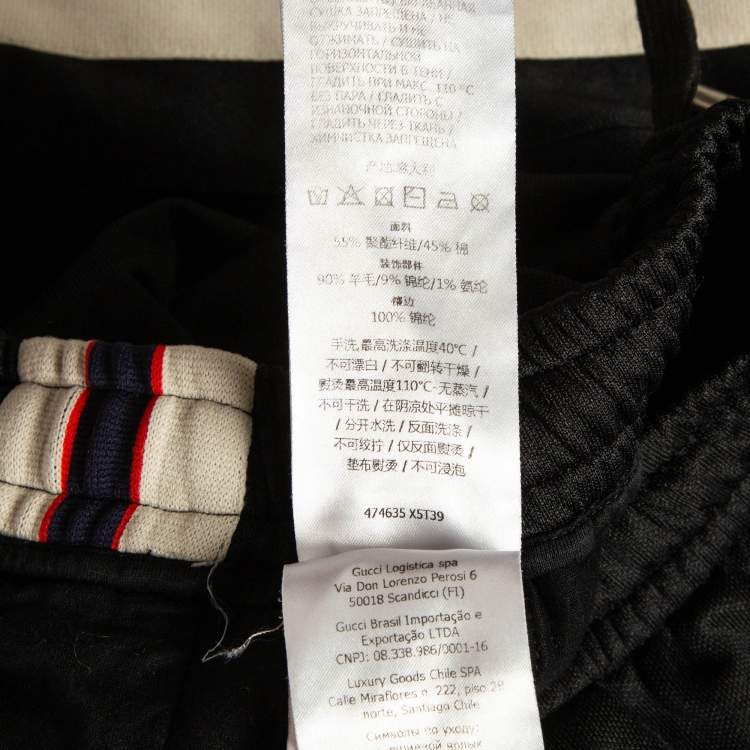 СУШКА ЗАПРЕЩЕНА / НЕ
ВЫКРУЧИВАТЬ И НЕ
ОТЖИМАТЬ / СУШИТЬ НА
ГОРИЗОНТАЛЬНОЙ
ПОВЕРХНОСТИ В ТЕНИ /
ГЛАДИТЬ ПРИ МАКС. 110 °C
БЕЗ ПАРА / ГЛАДИТЬ С
ИЗНАНОЧНОЙ СТОРОНЫ /
ГЛАДИТЬ ЧЕРЕЗ ТКАНЬ /
ХИМЧИСТКА ЗАПРЕЩЕНА
产地意大利
面料
55% 聚酯纤维/45% 棉
装饰部件
90% 羊毛/9% 锦纶/1% 氨纶
镶边
100% 锦纶
手洗,最高洗涤温度40℃ /
不可漂白 / 不可翻转干燥 /
熨烫最高温度110℃-无蒸汽 /
不可干洗 / 在阴凉处平摊晾干
/ 分开水洗 / 反面洗涤 /
不可绞拧 / 仅反面熨烫 /
垫布熨烫 / 不可浸泡
474635 X5T39
Gucci Logistica spa
Via Don Lorenzo Perosi 6
50018 Scandicci (FI)
Gucci Brasil Importação e
Exportação LTDA
CNPJ: 08.338.986/0001-16
Luxury Goods Chile SPA
Calle Miraflores n. 222, piso 29
norte, Santiago Chile
Символы по уходу: